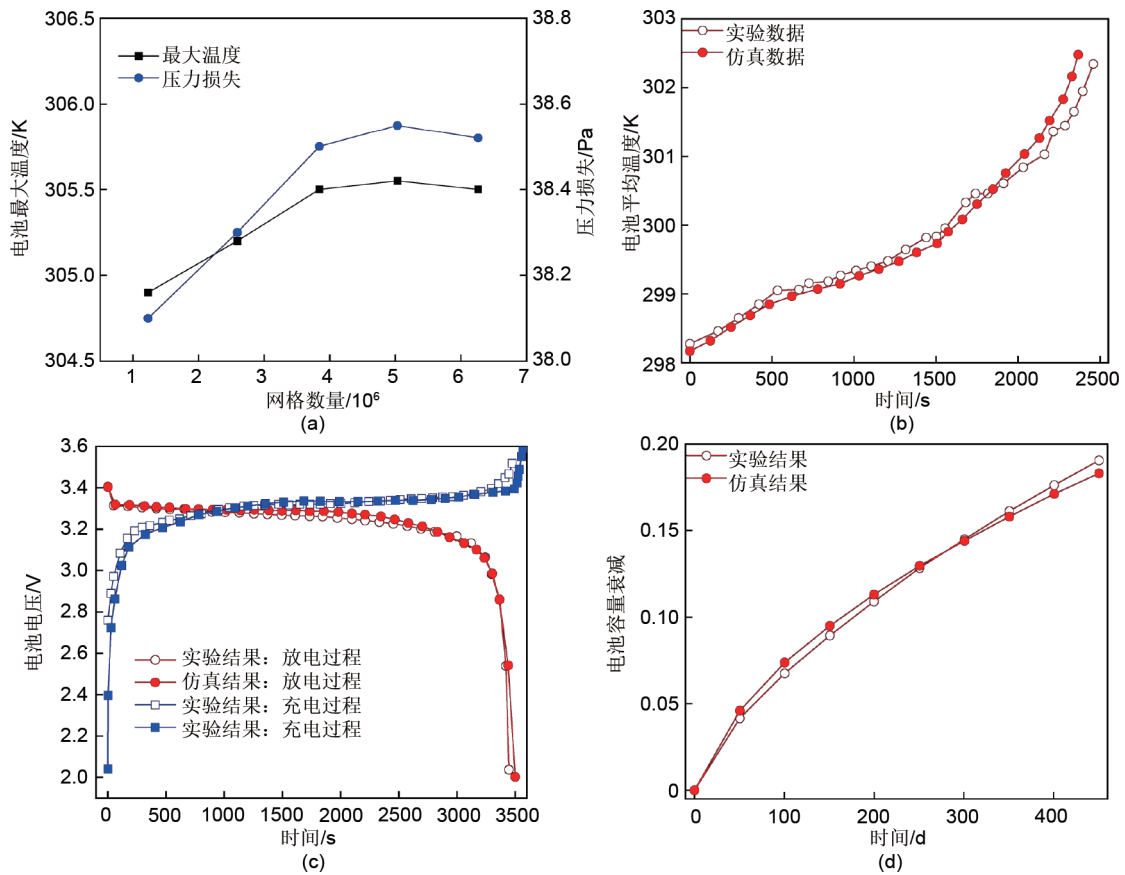 306.5
306.0
305.5
305.0
304.5
电池最大温度/K
最大温度
压力损失
38.8
38.6
38.4
38.2
38.0
压力损失/Pa
1 2 3 4 5 6 7
网格数量/10⁶
(a)
303
302
301
300
299
298
电池平均温度/K
实验数据
仿真数据
0 500 1000 1500 2000 2500
时间/s
(b)
3.6
3.4
3.2
3.0
2.8
2.6
2.4
2.2
2.0
电池电压/V
实验结果：放电过程
仿真结果：放电过程
实验结果：充电过程
实验结果：充电过程
0 500 1000 1500 2000 2500 3000 3500
时间/s
(c)
0.20
0.15
0.10
0.05
0
电池容量衰减
实验结果
仿真结果
0 100 200 300 400
时间/d
(d)